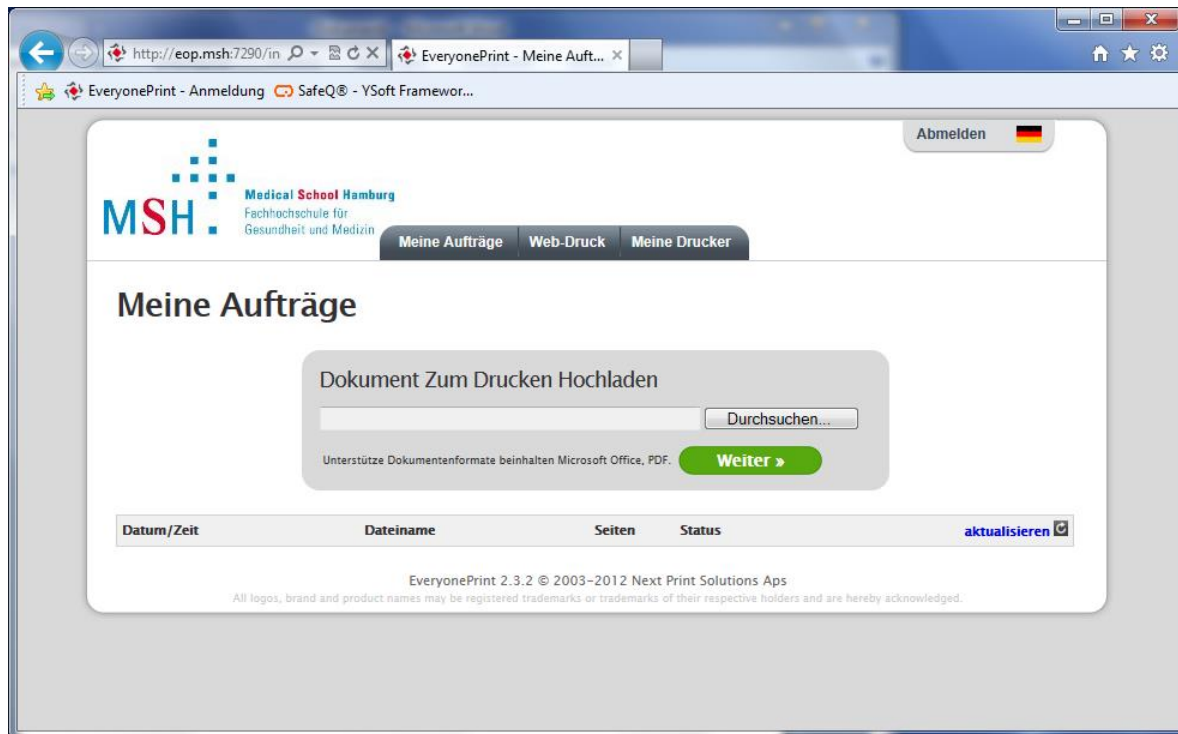 http://eop.msh:7290/in
EveryonePrint - Meine Auft...
EveryonePrint - Anmeldung SafeQ® - YSoft Framewor...
Abmelden
MSH
Medical School Hamburg
Fachhochschule für
Gesundheit und Medizin
Meine Aufträge Web-Druck Meine Drucker
Meine Aufträge
Dokument Zum Drucken Hochladen
Durchsuchen...
Unterstütze Dokumentenformate beinhalten Microsoft Office, PDF. Weiter »
Datum/Zeit Dateiname Seiten Status aktualisieren
EveryonePrint 2.3.2 © 2003-2012 Next Print Solutions Aps
All logos, brand and product names may be registered trademarks or trademarks of their respective holders and are hereby acknowledged.